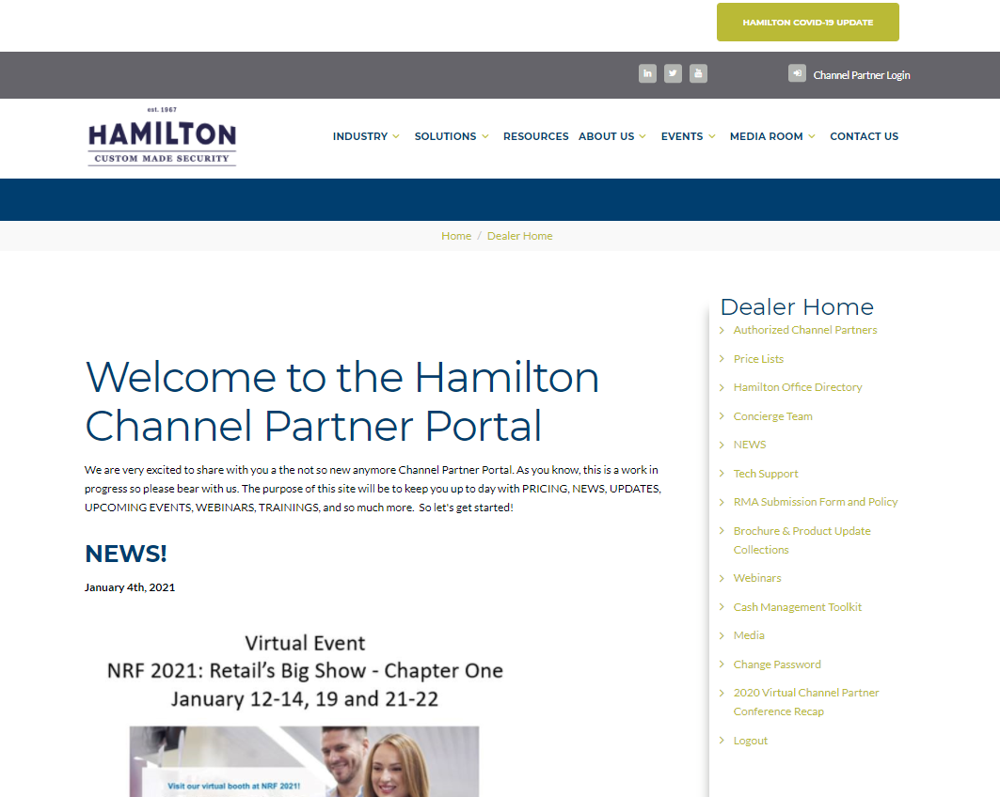 HAMILTON COVID-19 UPDATE
Channel Partner Login
est. 1967
HAMILTON
CUSTOM MADE SECURITY
INDUSTRY SOLUTIONS RESOURCES ABOUT US EVENTS MEDIA ROOM CONTACT US
Home / Dealer Home
Welcome to the Hamilton
Channel Partner Portal
We are very excited to share with you a the not so new anymore Channel Partner Portal. As you know, this is a work in
progress so please bear with us. The purpose of this site will be to keep you up to day with PRICING, NEWS, UPDATES,
UPCOMING EVENTS, WEBINARS, TRAININGS, and so much more.  So let's get started!
NEWS!
January 4th, 2021
Virtual Event
NRF 2021: Retail's Big Show - Chapter One
January 12-14, 19 and 21-22
Visit our virtual booth at NRF 2021!
Dealer Home
Authorized Channel Partners
Price Lists
Hamilton Office Directory
Concierge Team
NEWS
Tech Support
RMA Submission Form and Policy
Brochure & Product Update
Collections
Webinars
Cash Management Toolkit
Media
Change Password
2020 Virtual Channel Partner
Conference Recap
Logout